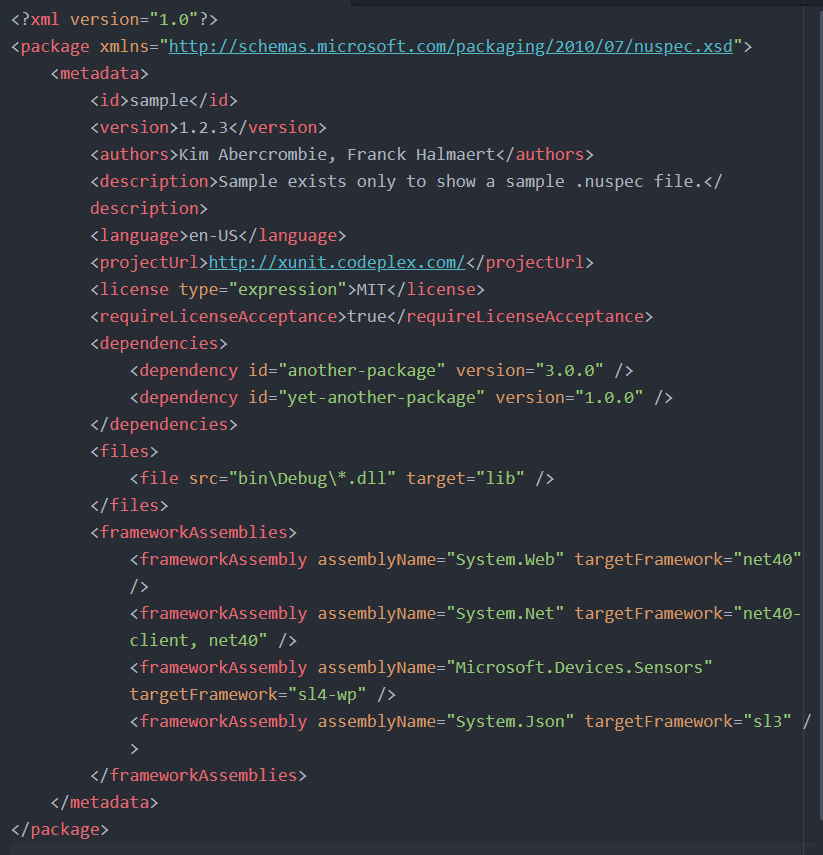 <?xml version="1.0"?>
<package xmlns="http://schemas.microsoft.com/packaging/2010/07/nuspec.xsd">
    <metadata>
        <id>sample</id>
        <version>1.2.3</version>
        <authors>Kim Abercrombie, Franck Halmaert</authors>
        <description>Sample exists only to show a sample .nuspec file.</
        description>
        <language>en-US</language>
        <projectUrl>http://xunit.codeplex.com/</projectUrl>
        <license type="expression">MIT</license>
        <requireLicenseAcceptance>true</requireLicenseAcceptance>
        <dependencies>
            <dependency id="another-package" version="3.0.0" />
            <dependency id="yet-another-package" version="1.0.0" />
        </dependencies>
        <files>
            <file src="bin\Debug\*.dll" target="lib" />
        </files>
        <frameworkAssemblies>
            <frameworkAssembly assemblyName="System.Web" targetFramework="net40"
            />
            <frameworkAssembly assemblyName="System.Net" targetFramework="net40-
            client, net40" />
            <frameworkAssembly assemblyName="Microsoft.Devices.Sensors"
            targetFramework="sl4-wp" />
            <frameworkAssembly assemblyName="System.Json" targetFramework="sl3" /
            >
        </frameworkAssemblies>
    </metadata>
</package>